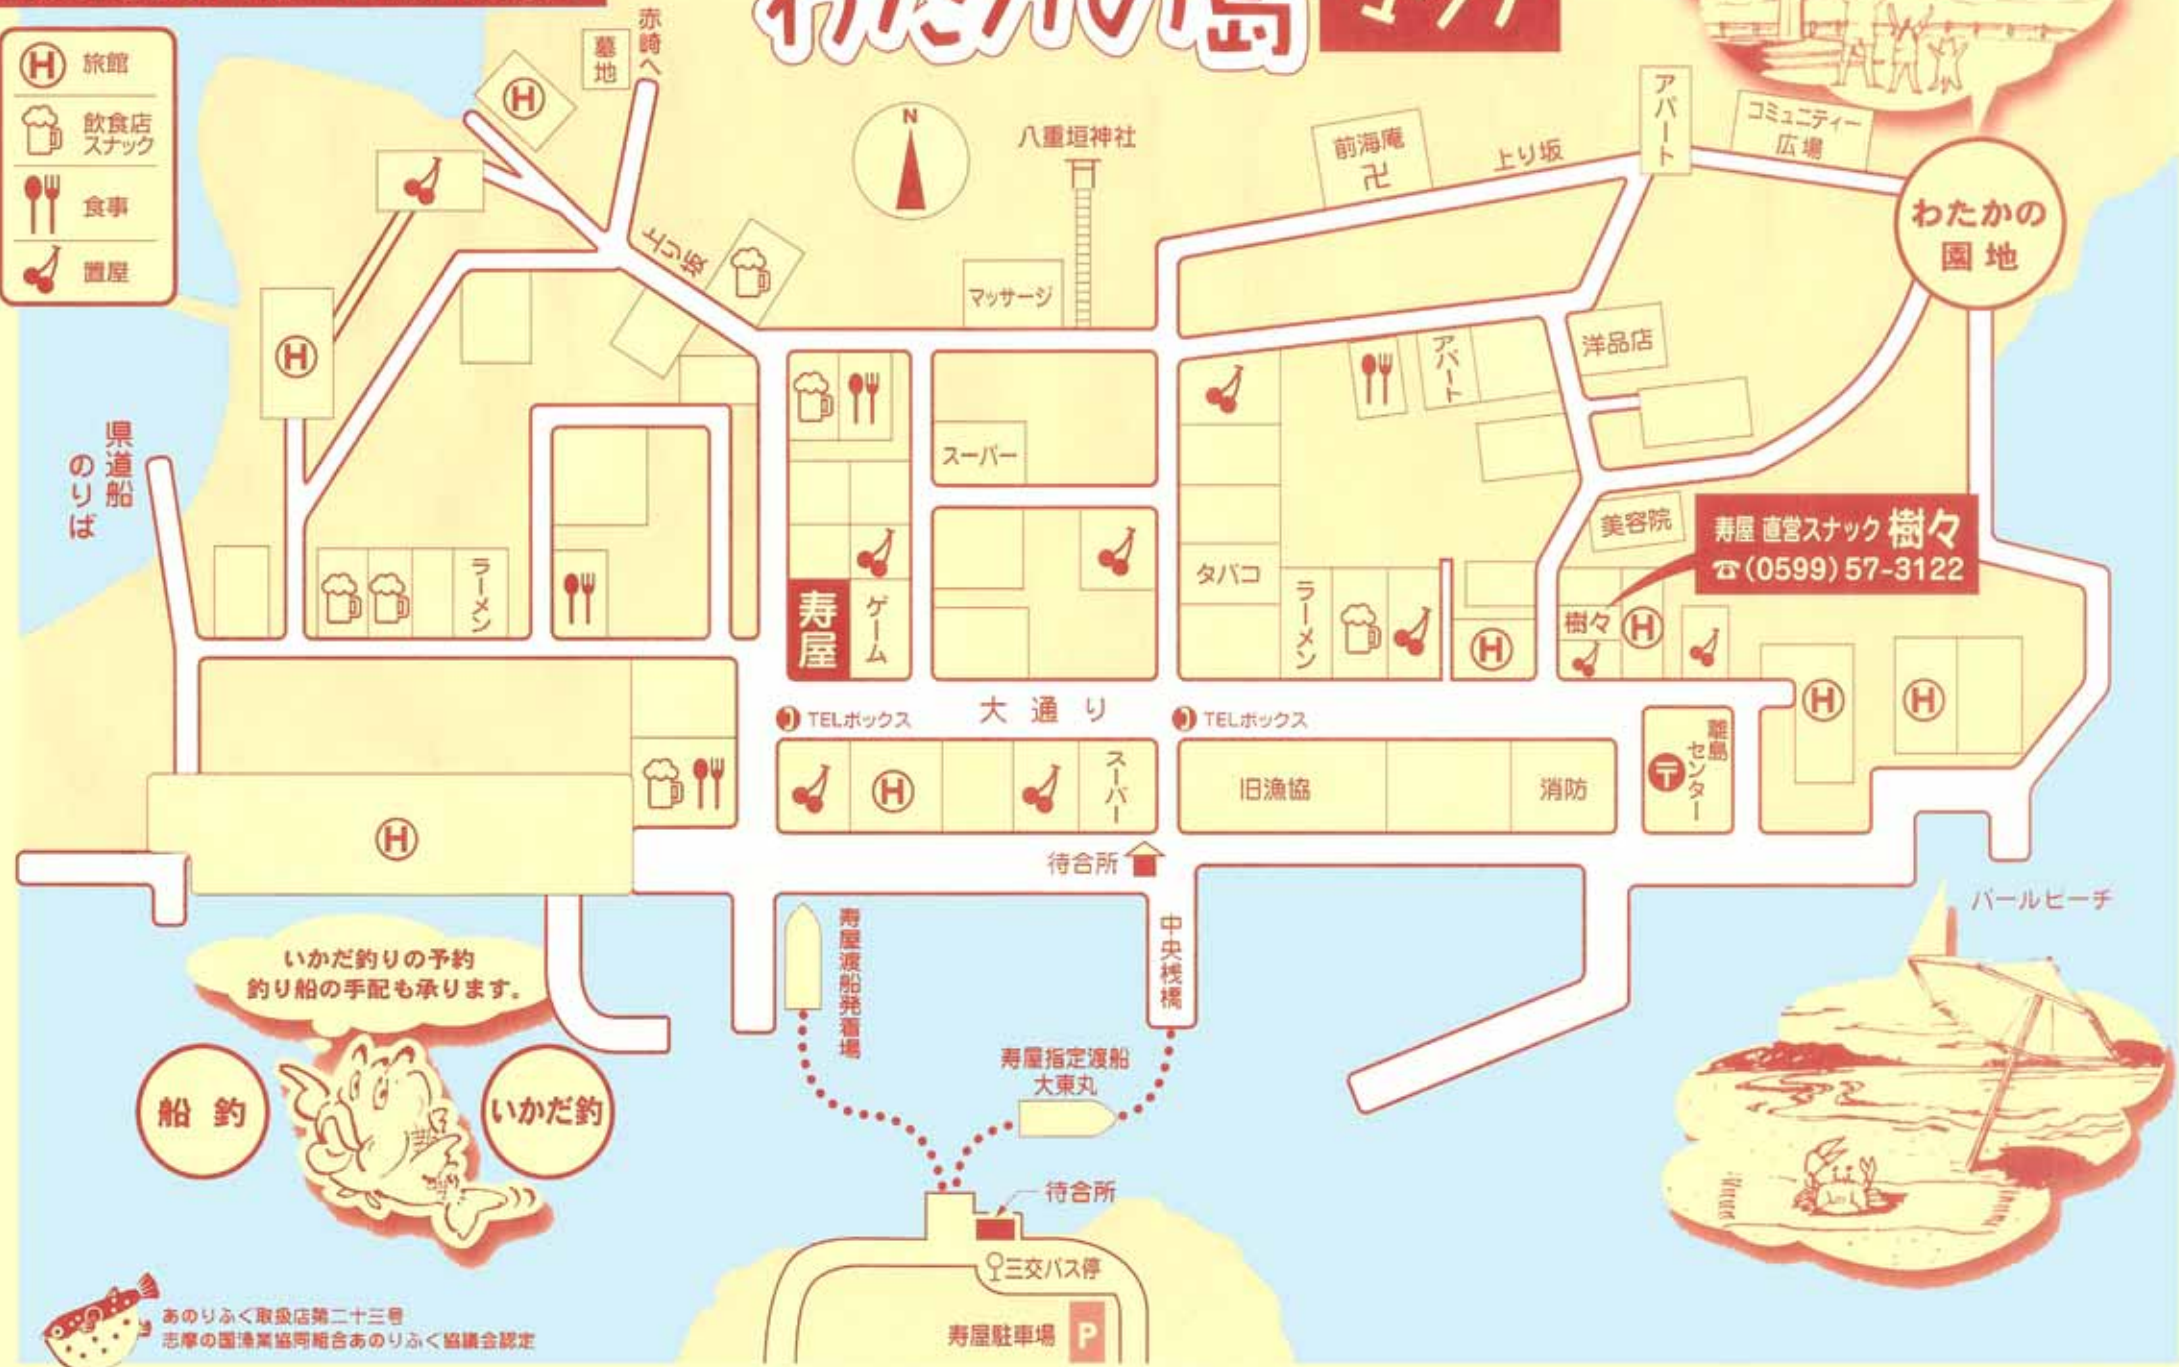 わたかの島
マップ
H 旅館
飲食店
スナック
食事
置屋
H
墓地
赤崎へ
N
八重垣神社
前海庵
卍
上り坂
アパート
コミュニティー
広場
わたかの
園地
上り坂
マッサージ
H
アパート
洋品店
スーパー
県道船
のりば
美容院
寿屋 直営スナック 樹々
☎(0599)57-3122
ラーメン
寿屋
ゲーム
タバコ
ラーメン
H
樹々
H
TELボックス
大通り
TELボックス
H
H
H
スーパー
旧漁協
消防
〒
離島
センター
H
待合所
パールビーチ
寿屋渡船発着場
中央桟橋
いかだ釣りの予約
釣り船の手配も承ります。
船釣
いかだ釣
寿屋指定渡船
大東丸
待合所
三交バス停
寿屋駐車場 P
あのりふぐ取扱店第二十三号
志摩の国漁業協同組合あのりふぐ協議会認定